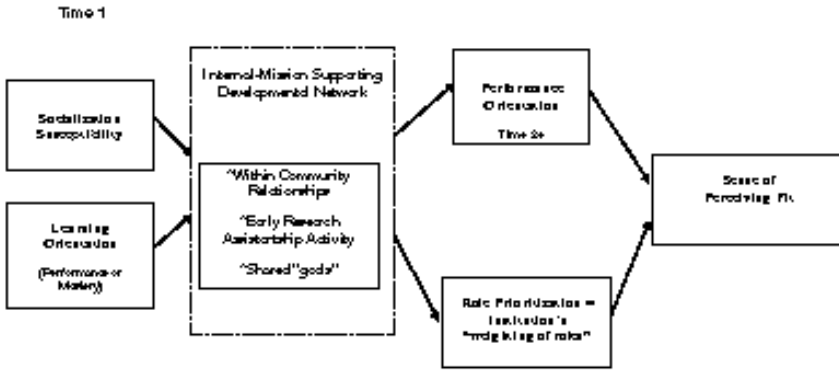 Time 1
Socialization
Susceptibility
Learning
Orientation
(Performance or
Mastery)
Internal-Mission Supporting
Developmental Network
*Within Community
Relationships
*Early Research
Assistantship Activity
*Shared "gods"
Performance
Orientation
Time 2+
Role Prioritization =
Institution's
"weighting of roles"
Sense of
Perceiving Fit